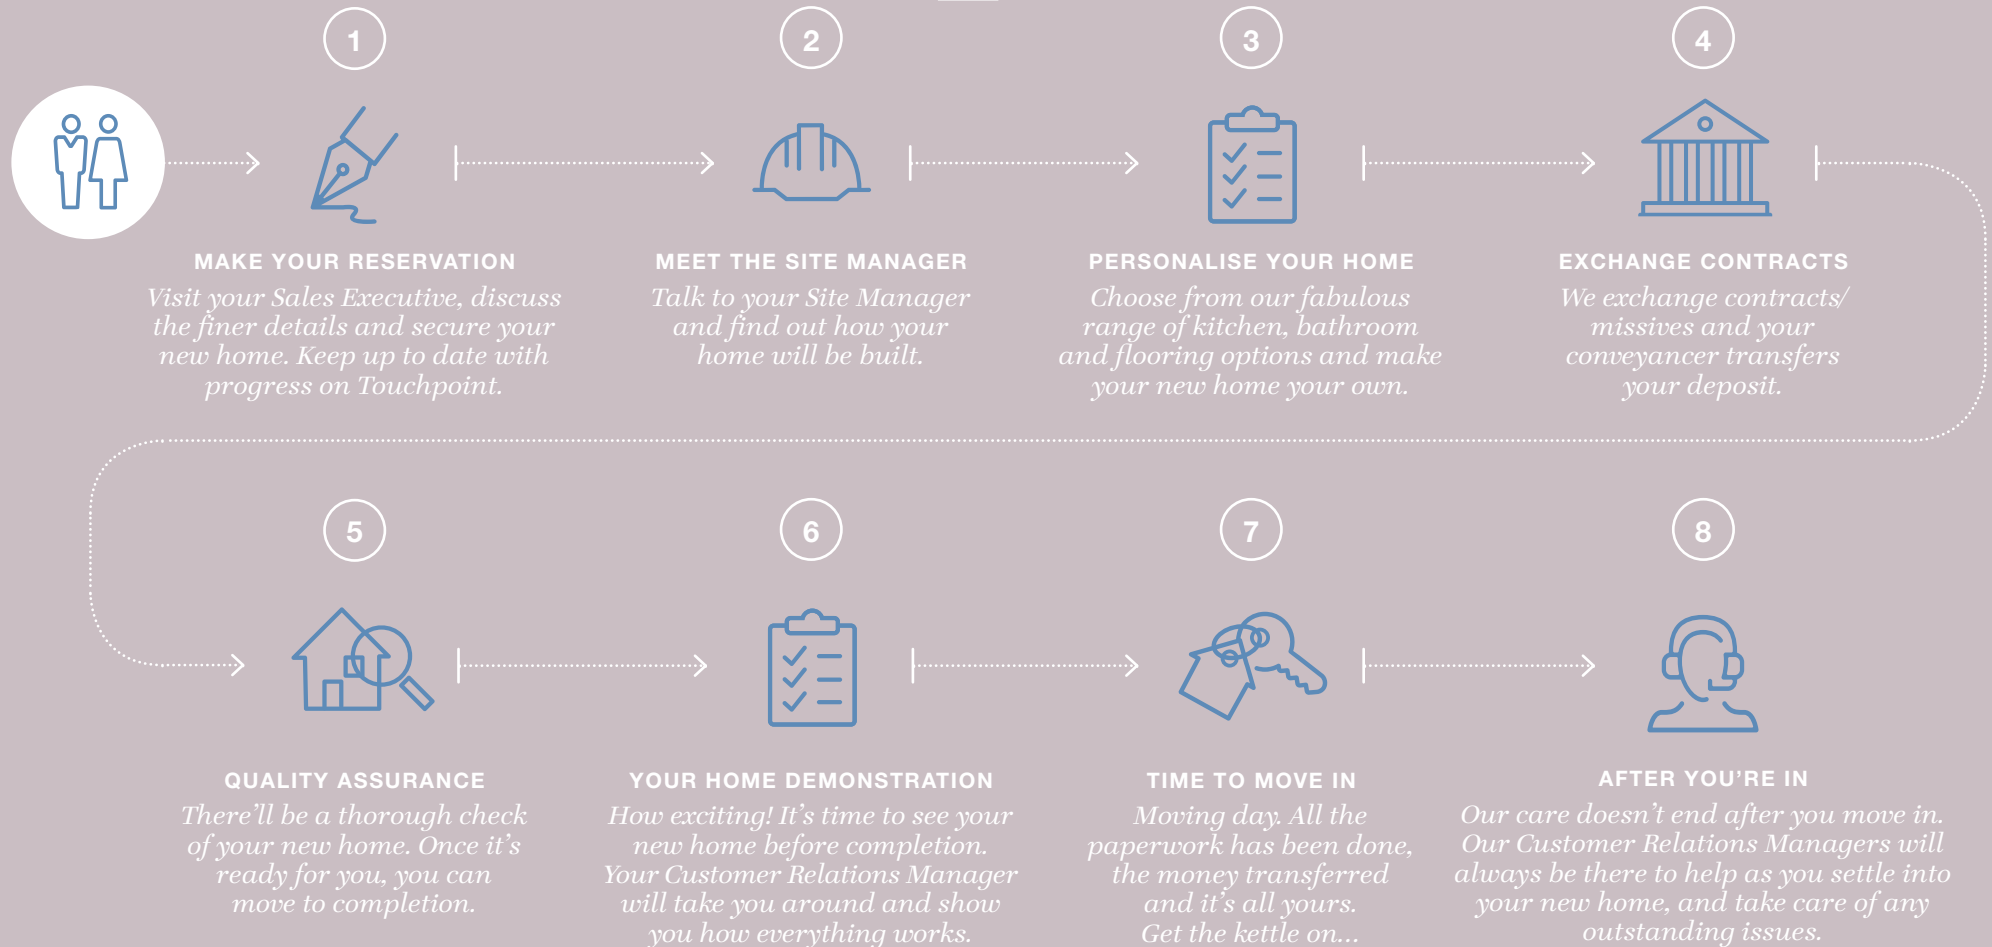 1
MAKE YOUR RESERVATION
Visit your Sales Executive, discuss
the finer details and secure your
new home. Keep up to date with
progress on Touchpoint.
2
MEET THE SITE MANAGER
Talk to your Site Manager
and find out how your
home will be built.
3
PERSONALISE YOUR HOME
Choose from our fabulous
range of kitchen, bathroom
and flooring options and make
your new home your own.
4
EXCHANGE CONTRACTS
We exchange contracts/
missives and your
conveyancer transfers
your deposit.
5
QUALITY ASSURANCE
There’ll be a thorough check
of your new home. Once it’s
ready for you, you can
move to completion.
6
YOUR HOME DEMONSTRATION
How exciting! It’s time to see your
new home before completion.
Your Customer Relations Manager
will take you around and show
you how everything works.
7
TIME TO MOVE IN
Moving day. All the
paperwork has been done,
the money transferred
and it’s all yours.
Get the kettle on...
8
AFTER YOU’RE IN
Our care doesn’t end after you move in.
Our Customer Relations Managers will
always be there to help as you settle into
your new home, and take care of any
outstanding issues.